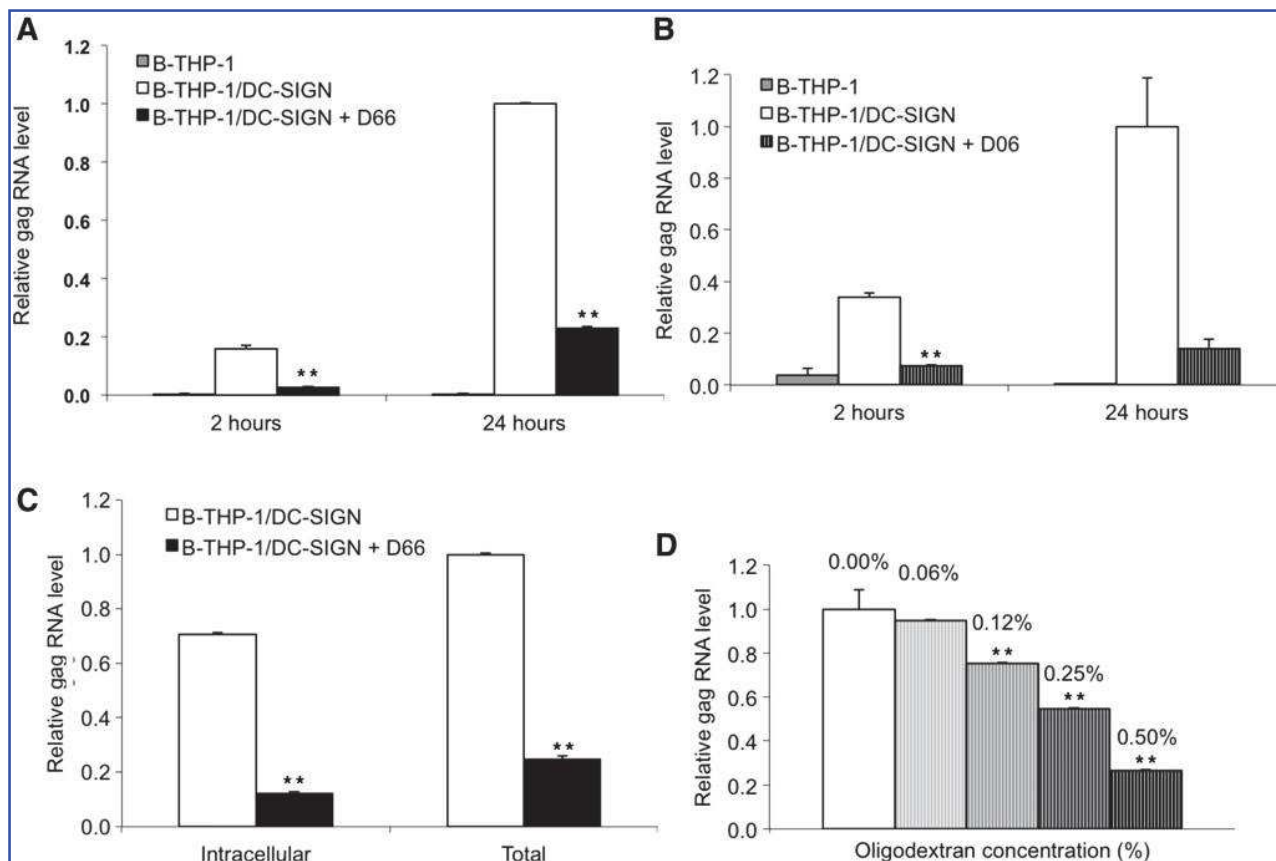 A
1.2
1.0
0.8
0.6
0.4
0.2
0.0
Relative gag RNA level
B-THP-1
B-THP-1/DC-SIGN
B-THP-1/DC-SIGN + D66
**
**
2 hours
24 hours
B
1.2
1.0
0.8
0.6
0.4
0.2
0.0
Relative gag RNA level
B-THP-1
B-THP-1/DC-SIGN
B-THP-1/DC-SIGN + D06
**
2 hours
24 hours
C
1.2
1.0
0.8
0.6
0.4
0.2
0.0
Relative gag RNA level
B-THP-1/DC-SIGN
B-THP-1/DC-SIGN + D66
**
**
Intracellular
Total
D
1.2
1.0
0.8
0.6
0.4
0.2
0.0
Relative gag RNA level
0.00%
0.06%
0.12%
**
0.25%
**
0.50%
**
Oligodextran concentration (%)